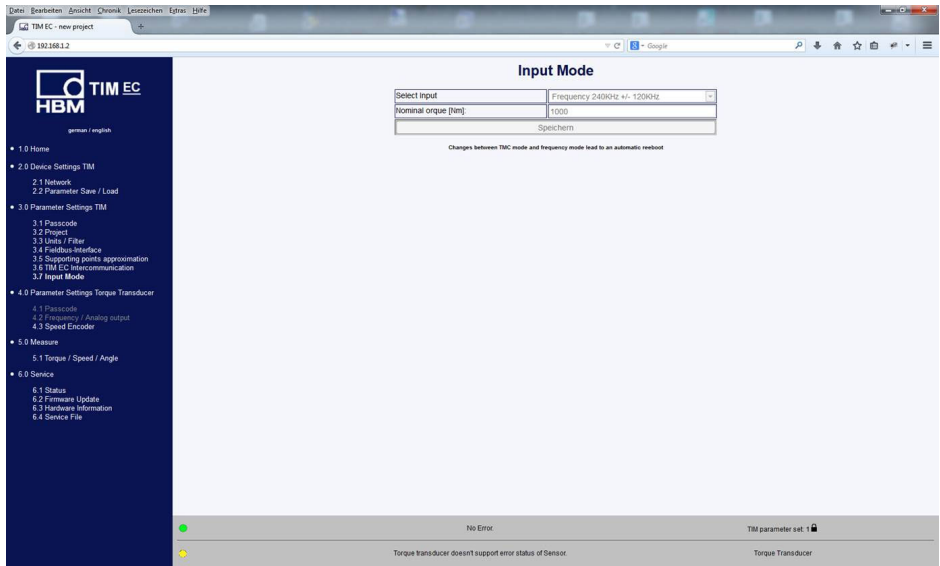 Datei Bearbeiten Ansicht Chronik Lesezeichen Extras Hilfe
TIM EC - new project
192.168.1.2
Google
HBM
TIM EC
german / english
1.0 Home
2.0 Device Settings TIM
2.1 Network
2.2 Parameter Save / Load
3.0 Parameter Settings TIM
3.1 Passcode
3.2 Project
3.3 Units / Filter
3.4 Fieldbus-Interface
3.5 Supporting points approximation
3.6 TIM EC Intercommunication
3.7 Input Mode
4.0 Parameter Settings Torque Transducer
4.1 Passcode
4.2 Frequency / Analog output
4.3 Speed Encoder
5.0 Measure
5.1 Torque / Speed / Angle
6.0 Service
6.1 Status
6.2 Firmware Update
6.3 Hardware Information
6.4 Service File
Input Mode
Select Input
Frequency 240KHz +/- 120KHz
Nominal orque [Nm]:
1000
Speichern
Changes between TMC mode and frequency mode lead to an automatic reeboot
No Error.
TIM parameter set: 1
Torque transducer doesn't support error status of Sensor.
Torque Transducer